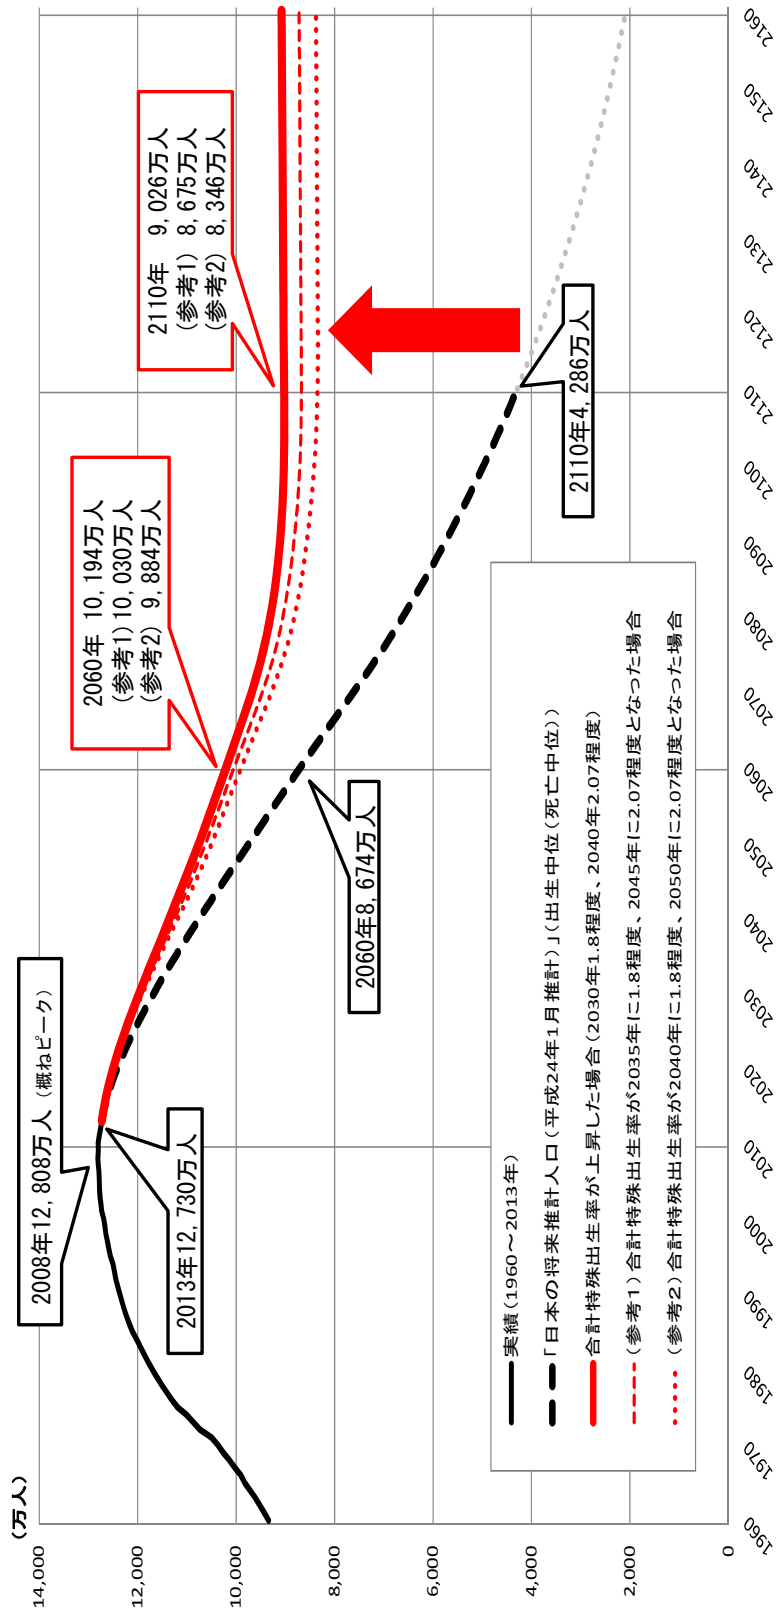 (万人)
14,000
12,000
10,000
8,000
6,000
4,000
2,000
0
2008年12,808万人（概ねピーク）
2013年12,730万人
2060年 10,194万人
(参考1)10,030万人
(参考2) 9,884万人
2110年 9,026万人
(参考1) 8,675万人
(参考2) 8,346万人
2060年8,674万人
2110年4,286万人
実績(1960～2013年)
「日本の将来推計人口(平成24年1月推計)」(出生中位(死亡中位))
合計特殊出生率が上昇した場合(2030年1.8程度、2040年2.07程度)
(参考1)合計特殊出生率が2035年に1.8程度、2045年に2.07程度となった場合
(参考2)合計特殊出生率が2040年に1.8程度、2050年に2.07程度となった場合
1960 1970 1980 1990 2000 2010 2020 2030 2040 2050 2060 2070 2080 2090 2100 2110 2120 2130 2140 2150 2160